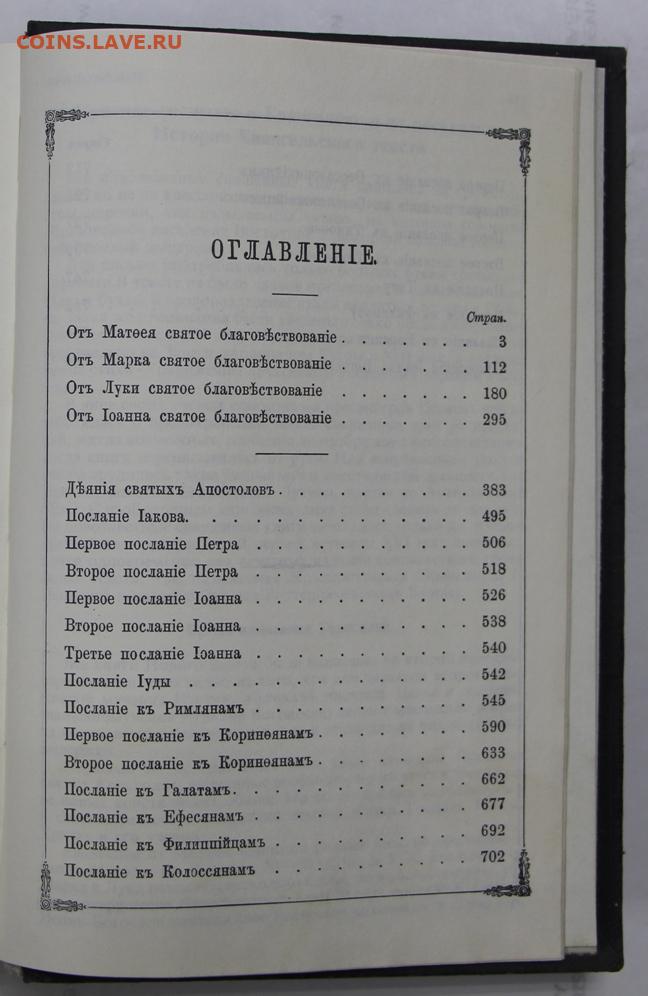 COINS.LAVE.RU
ОГЛАВЛЕНІЕ.
Стран.
Отъ Матѳея святое благовѣствованіе . . . . . . . 3
Отъ Марка святое благовѣствованіе . . . . . . . 112
Отъ Луки святое благовѣствованіе . . . . . . . 180
Отъ Іоанна святое благовѣствованіе . . . . . . . 295
Дѣянія святыхъ Апостоловъ . . . . . . . . . 383
Посланіе Іакова. . . . . . . . . . . . 495
Первое посланіе Петра . . . . . . . . . . 506
Второе посланіе Петра . . . . . . . . . . 518
Первое посланіе Іоанна . . . . . . . . . . 526
Второе посланіе Іоанна . . . . . . . . . . 538
Третье посланіе Іоанна . . . . . . . . . . 540
Посланіе Іуды . . . . . . . . . . . . 542
Посланіе къ Римлянамъ . . . . . . . . . . 545
Первое посланіе къ Коринѳянамъ . . . . . . . 590
Второе посланіе къ Коринѳянамъ . . . . . . . 633
Посланіе къ Галатамъ. . . . . . . . . . . 662
Посланіе къ Ефесянамъ . . . . . . . . . . 677
Посланіе къ Филиппійцамъ . . . . . . . . . 692
Посланіе къ Колоссянамъ . . . . . . . . . 702